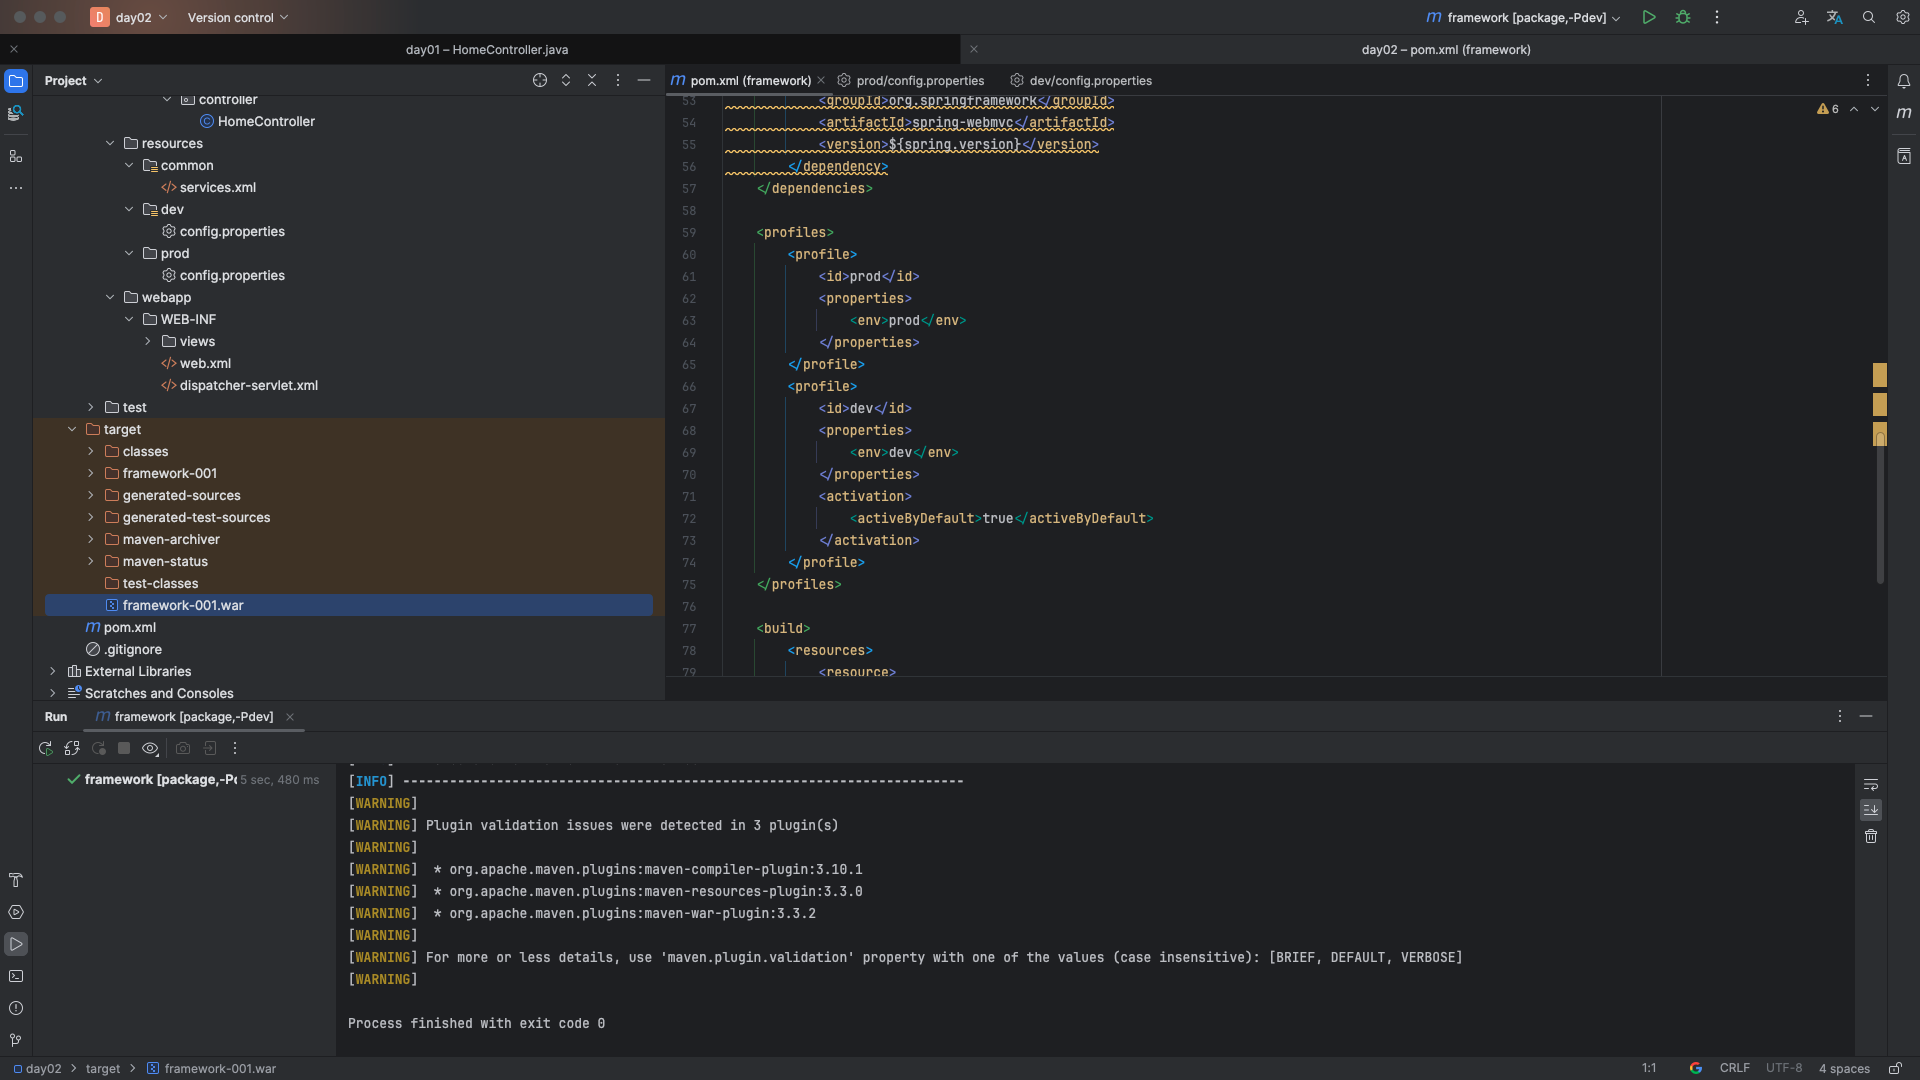 D day02
Version control
framework [package,-Pdev]
day01 – HomeController.java
day02 – pom.xml (framework)
Project
controller
HomeController
resources
common
services.xml
dev
config.properties
prod
config.properties
webapp
WEB-INF
views
web.xml
dispatcher-servlet.xml
test
target
classes
framework-001
generated-sources
generated-test-sources
maven-archiver
maven-status
test-classes
framework-001.war
pom.xml
.gitignore
External Libraries
Scratches and Consoles
pom.xml (framework)
prod/config.properties
dev/config.properties
6
53 <groupId>org.springframework</groupId>
54 <artifactId>spring-webmvc</artifactId>
55 <version>${spring.version}</version>
56 </dependency>
57 </dependencies>
58
59 <profiles>
60 <profile>
61 <id>prod</id>
62 <properties>
63 <env>prod</env>
64 </properties>
65 </profile>
66 <profile>
67 <id>dev</id>
68 <properties>
69 <env>dev</env>
70 </properties>
71 <activation>
72 <activeByDefault>true</activeByDefault>
73 </activation>
74 </profile>
75 </profiles>
76
77 <build>
78 <resources>
79 <resource>
Run
framework [package,-Pdev]
framework [package,-P 5 sec, 480 ms
[INFO] ------------------------------------------------------------------------
[WARNING]
[WARNING] Plugin validation issues were detected in 3 plugin(s)
[WARNING]
[WARNING]  * org.apache.maven.plugins:maven-compiler-plugin:3.10.1
[WARNING]  * org.apache.maven.plugins:maven-resources-plugin:3.3.0
[WARNING]  * org.apache.maven.plugins:maven-war-plugin:3.3.2
[WARNING]
[WARNING] For more or less details, use 'maven.plugin.validation' property with one of the values (case insensitive): [BRIEF, DEFAULT, VERBOSE]
[WARNING]
Process finished with exit code 0
day02 > target > framework-001.war
1:1
CRLF
UTF-8
4 spaces